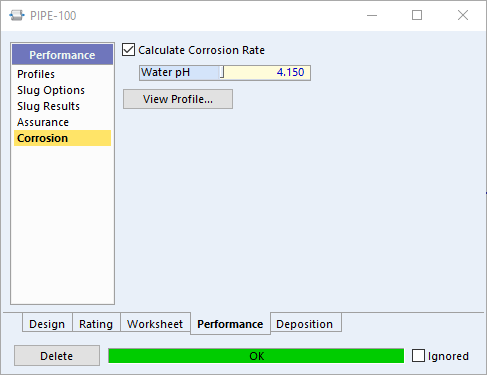 PIPE-100
Performance
Profiles
Slug Options
Slug Results
Assurance
Corrosion
Calculate Corrosion Rate
Water pH 4.150
View Profile...
Design Rating Worksheet Performance Deposition
Delete OK Ignored